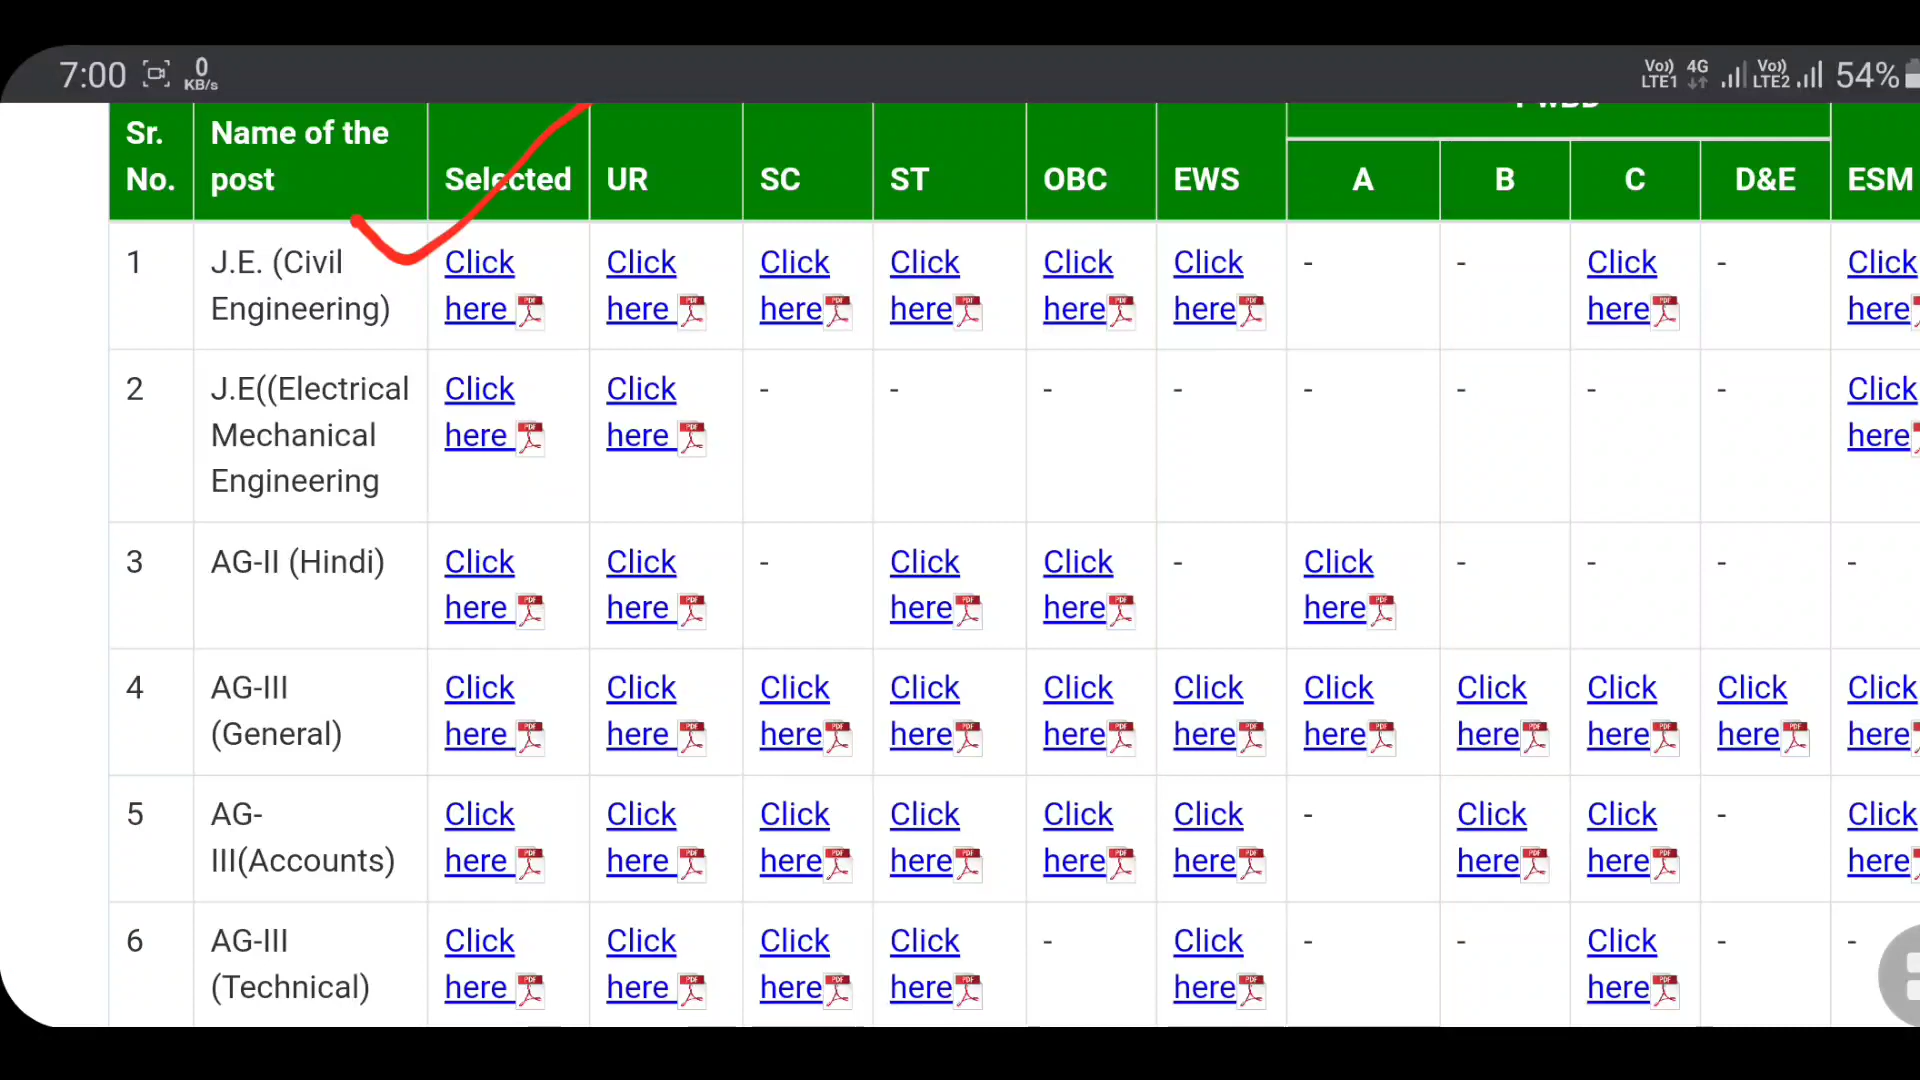 7:00 0 KB/s Vo)) LTE1 4G Vo)) LTE2 54%
PwBD
Sr. No. Name of the post Selected UR SC ST OBC EWS A B C D&E ESM
1 J.E. (Civil Engineering) Click here Click here Click here Click here Click here Click here - - Click here - Click here
2 J.E((Electrical Mechanical Engineering Click here Click here - - - - - - - - Click here
3 AG-II (Hindi) Click here Click here - Click here Click here - Click here - - - -
4 AG-III (General) Click here Click here Click here Click here Click here Click here Click here Click here Click here Click here Click here
5 AG-III(Accounts) Click here Click here Click here Click here Click here Click here - Click here Click here - Click here
6 AG-III (Technical) Click here Click here Click here Click here - Click here - - Click here - -